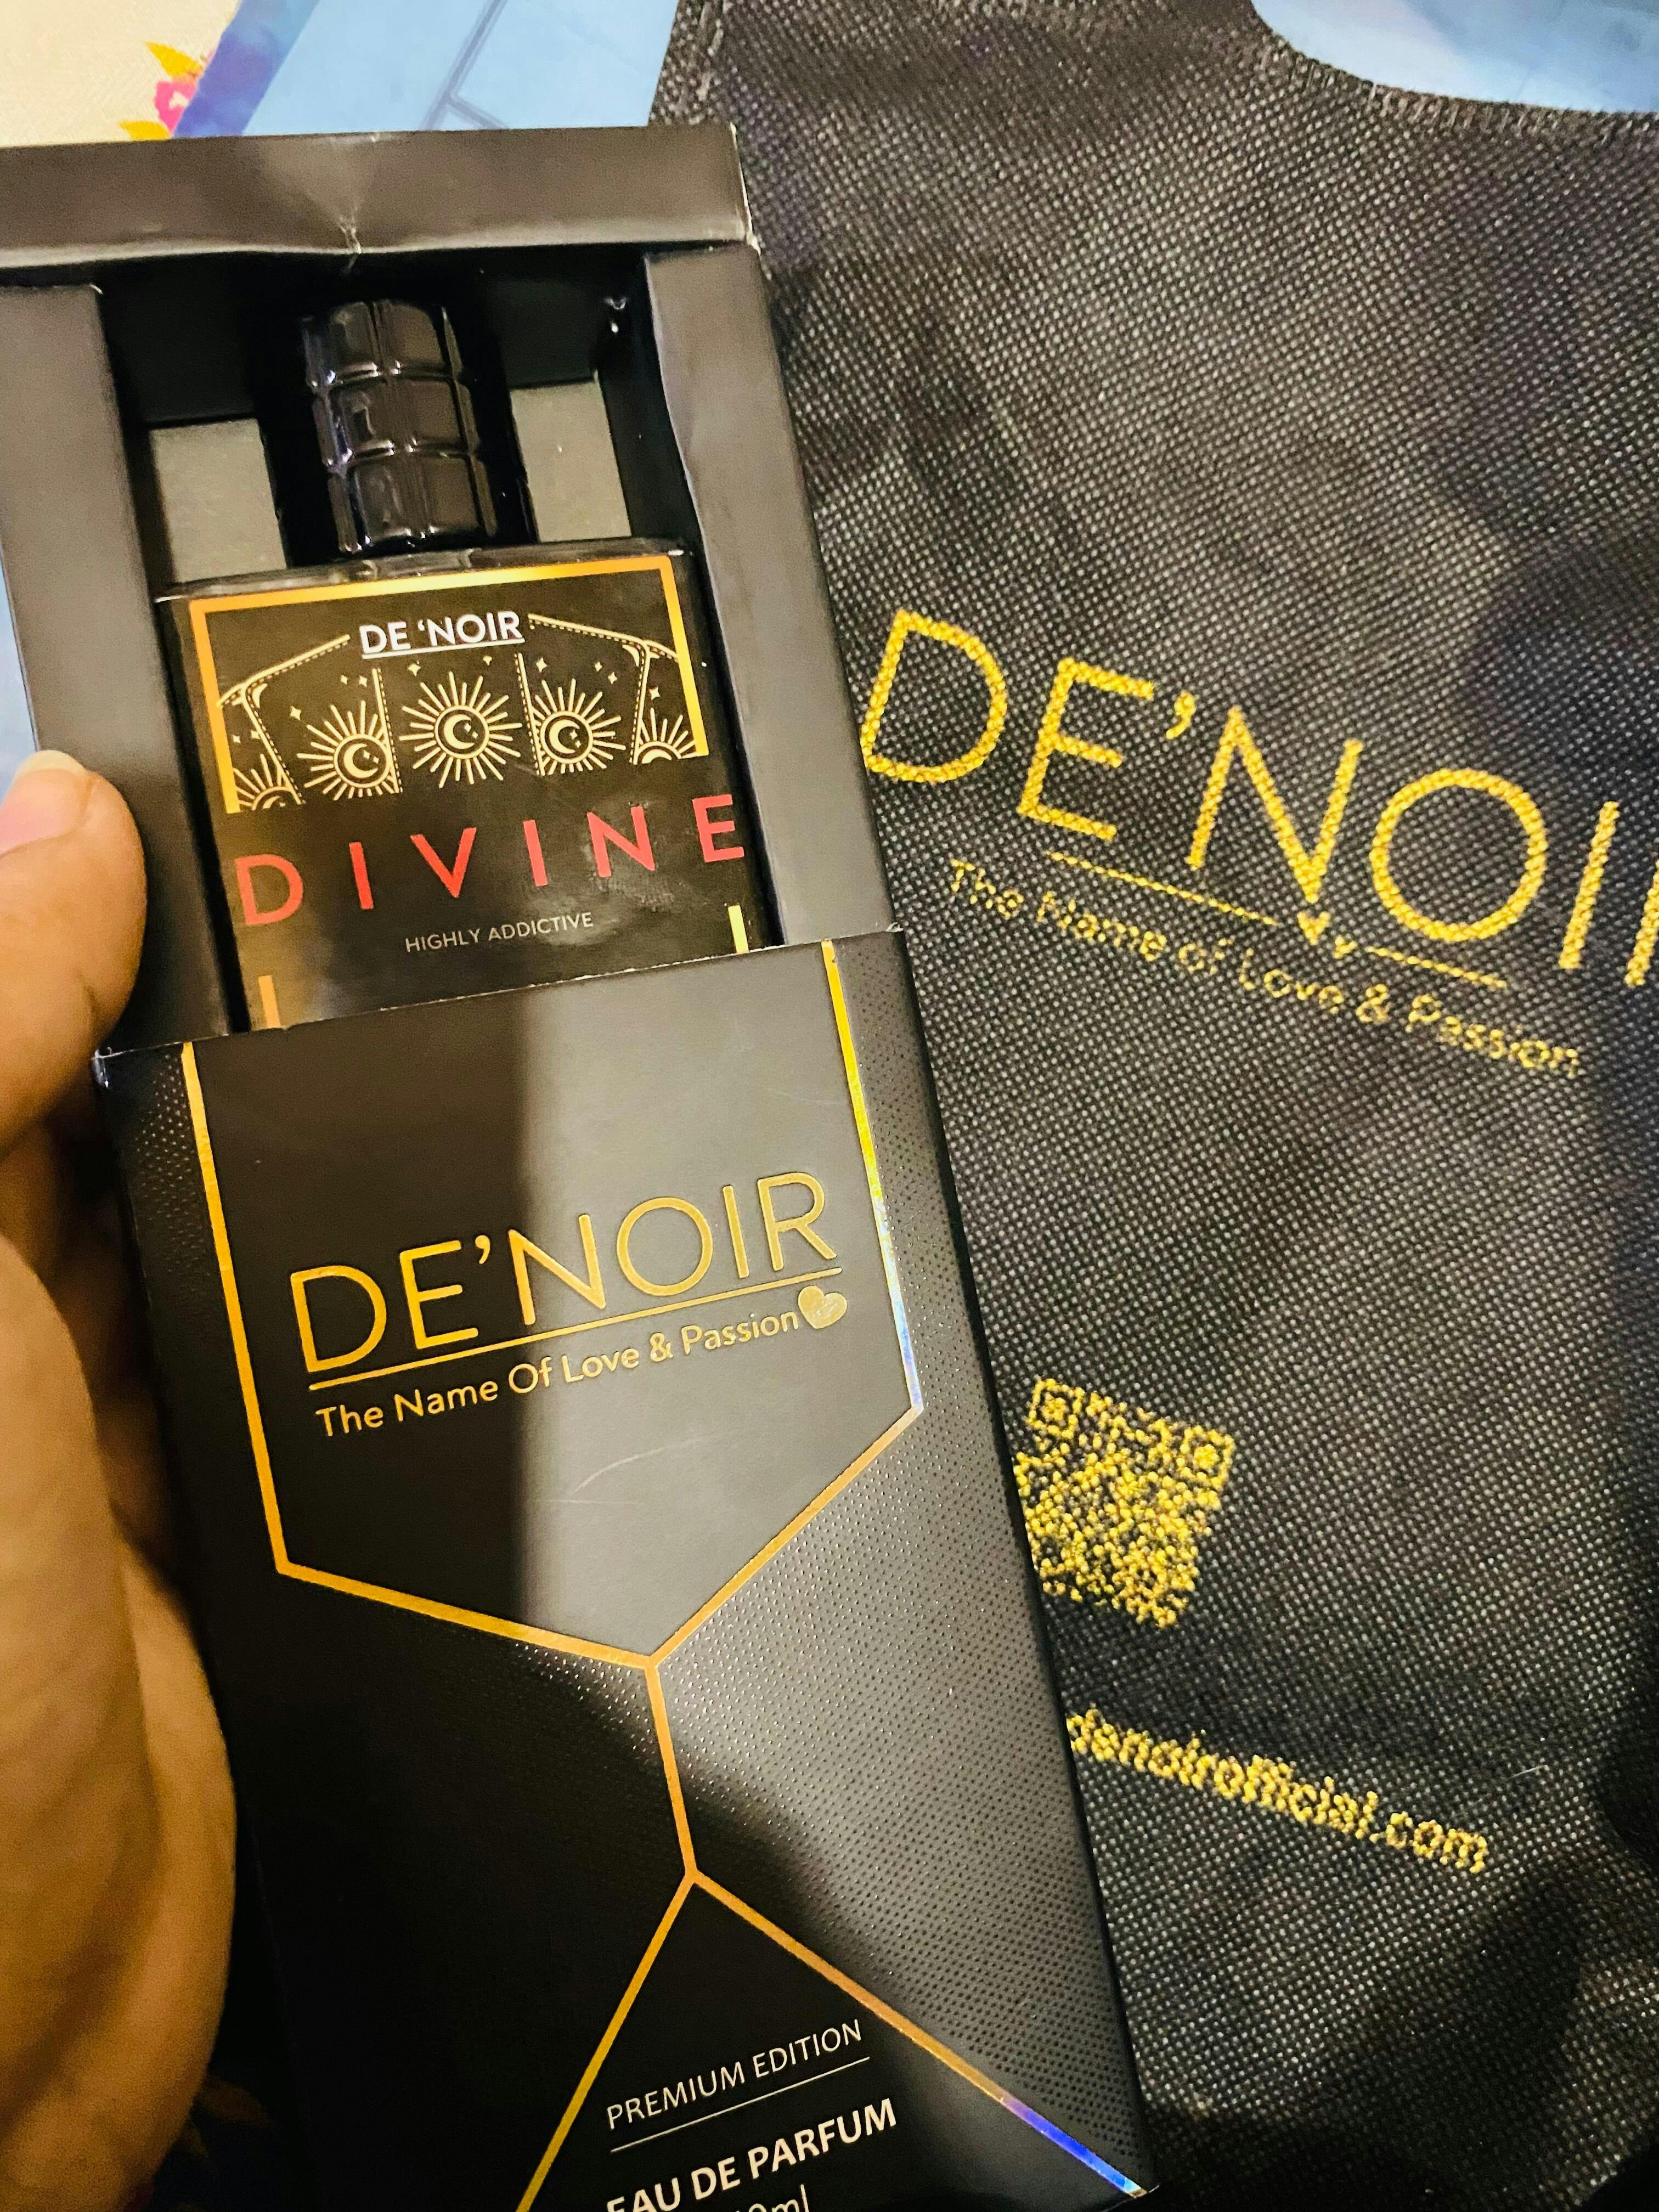 DE 'NOIR
DIVINE
HIGHLY ADDICTIVE
DE'NOIR
The Name Of Love & Passion
PREMIUM EDITION
EAU DE PARFUM
DE'NOI
The Name of Love & Passion
denoirofficial.com